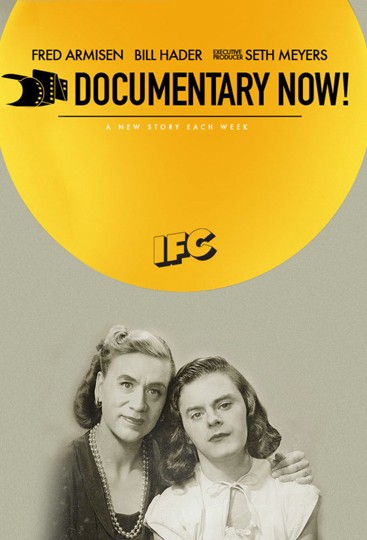 FRED ARMISEN BILL HADER EXECUTIVE PRODUCER SETH MEYERS
DOCUMENTARY NOW!
A NEW STORY EACH WEEK
IFC